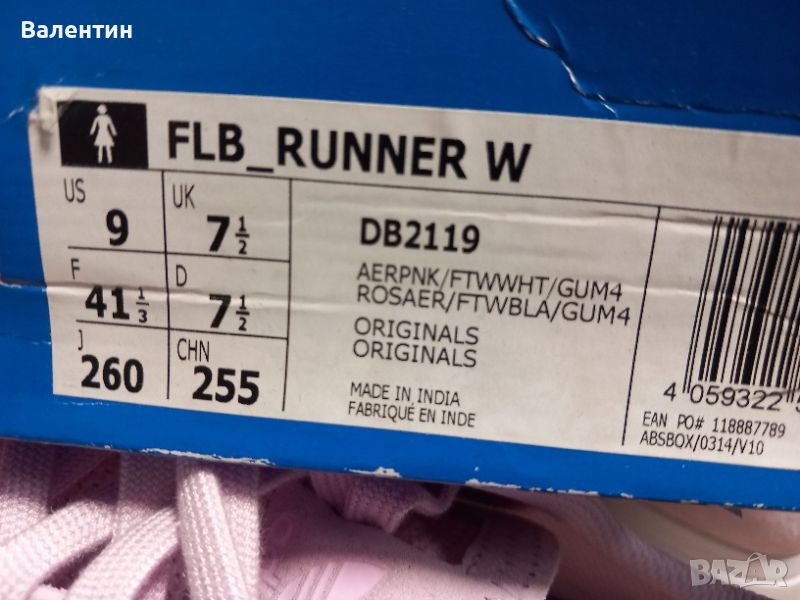 Валентин
FLB_RUNNER W
US 9 UK 7 1/2
F 41 1/3 D 7 1/2
J 260 CHN 255
DB2119
AERPNK/FTWWHT/GUM4
ROSAER/FTWBLA/GUM4
ORIGINALS
ORIGINALS
MADE IN INDIA
FABRIQUÉ EN INDE
4 059322
EAN PO# 118887789
ABSBOX/0314/V10
BAZAR